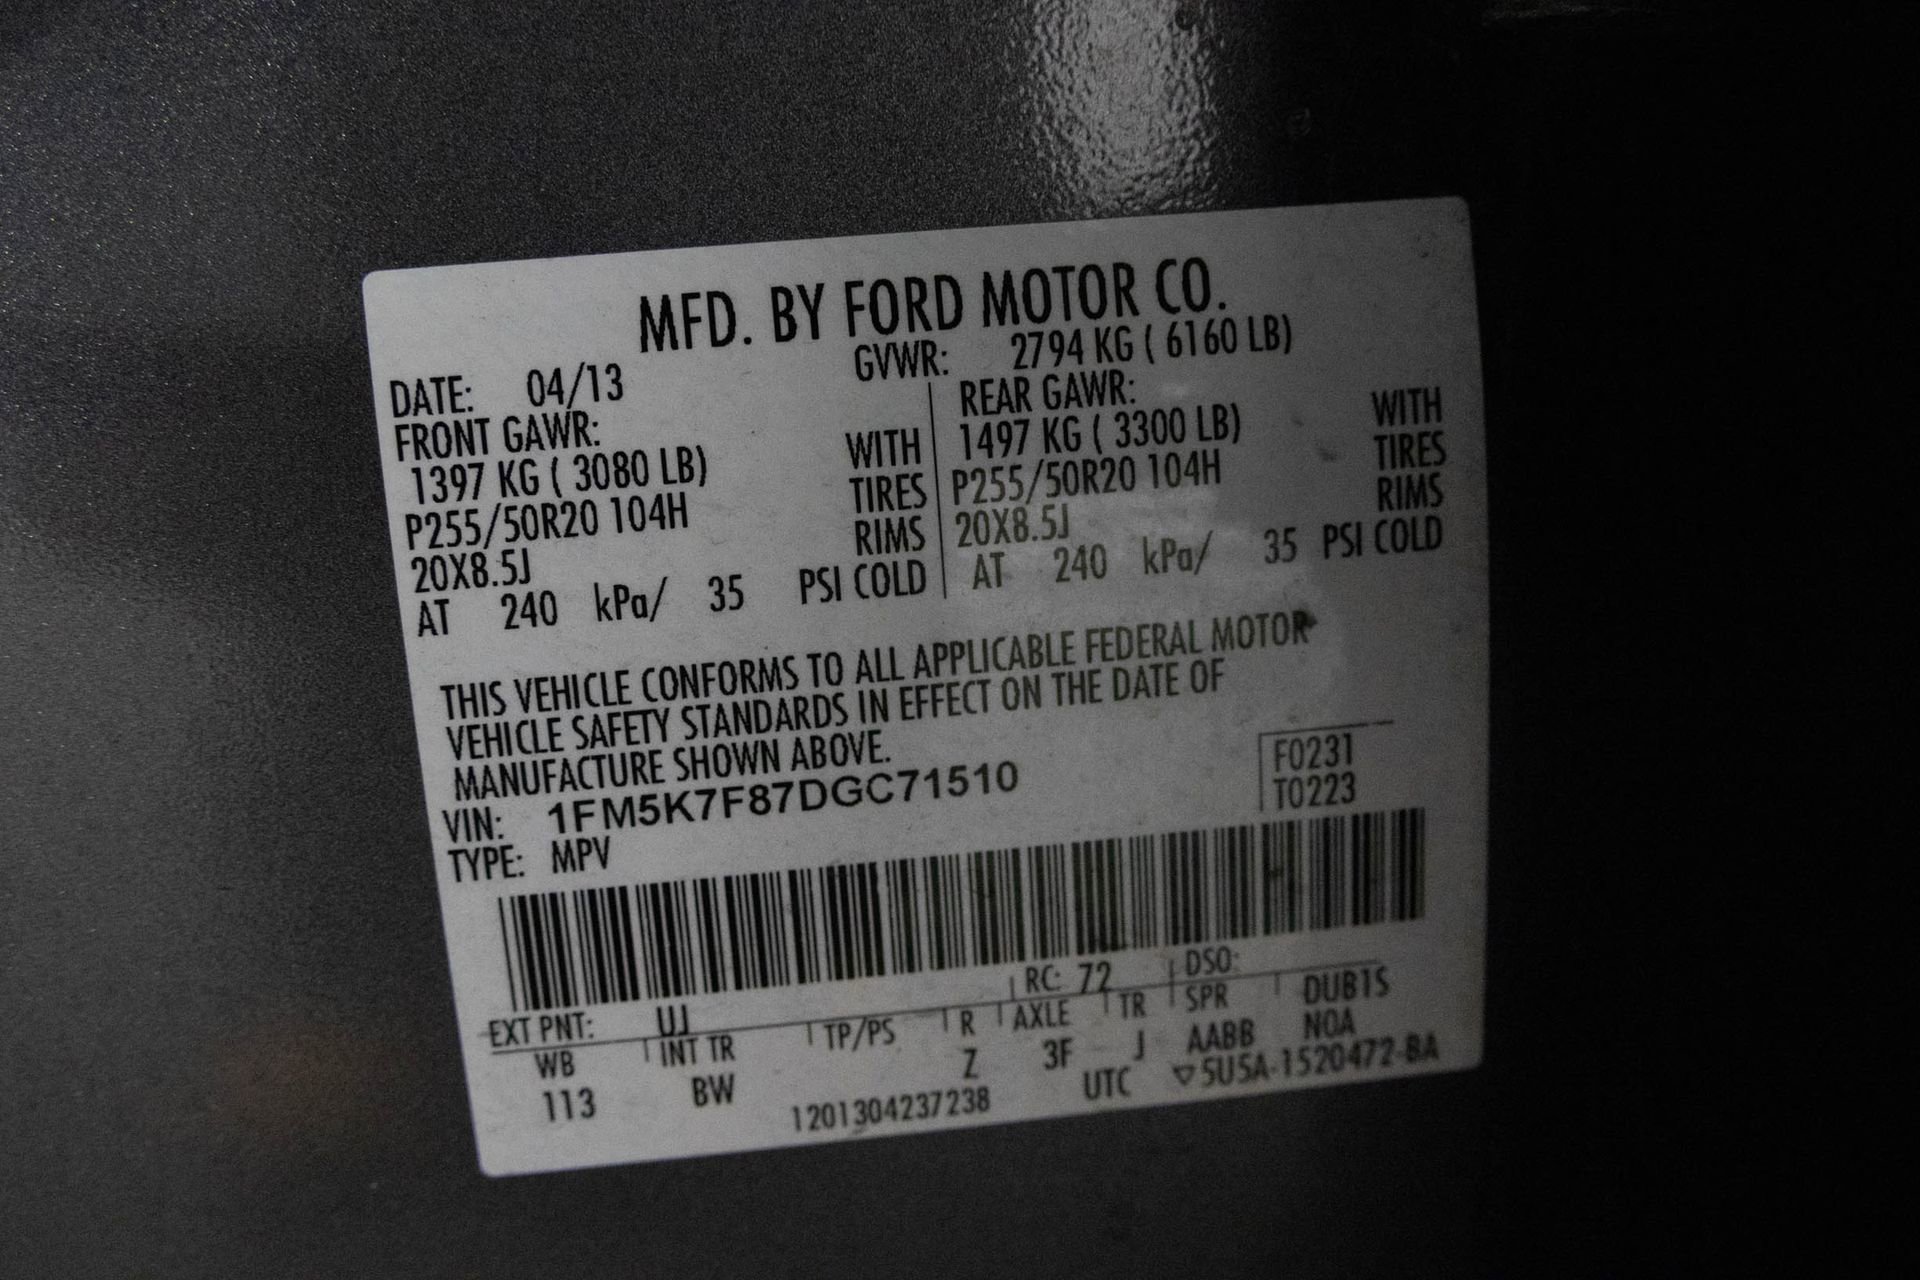 MFD. BY FORD MOTOR CO.
DATE: 04/13 GVWR: 2794 KG ( 6160 LB)
FRONT GAWR:
1397 KG ( 3080 LB) WITH
P255/50R20 104H TIRES
20X8.5J RIMS
AT 240 kPa/ 35 PSI COLD
REAR GAWR:
1497 KG ( 3300 LB) WITH
P255/50R20 104H TIRES
20X8.5J RIMS
AT 240 kPa/ 35 PSI COLD
THIS VEHICLE CONFORMS TO ALL APPLICABLE FEDERAL MOTOR
VEHICLE SAFETY STANDARDS IN EFFECT ON THE DATE OF
MANUFACTURE SHOWN ABOVE.
VIN: 1FM5K7F87DGC71510
TYPE: MPV
F0231
T0223
EXT PNT: UJ RC: 72 DSO:
WB INT TR TP/PS R AXLE TR SPR DUB1S
113 BW Z 3F J AABB NOA
1201304237238 UTC ▽5U5A-1520472-BA